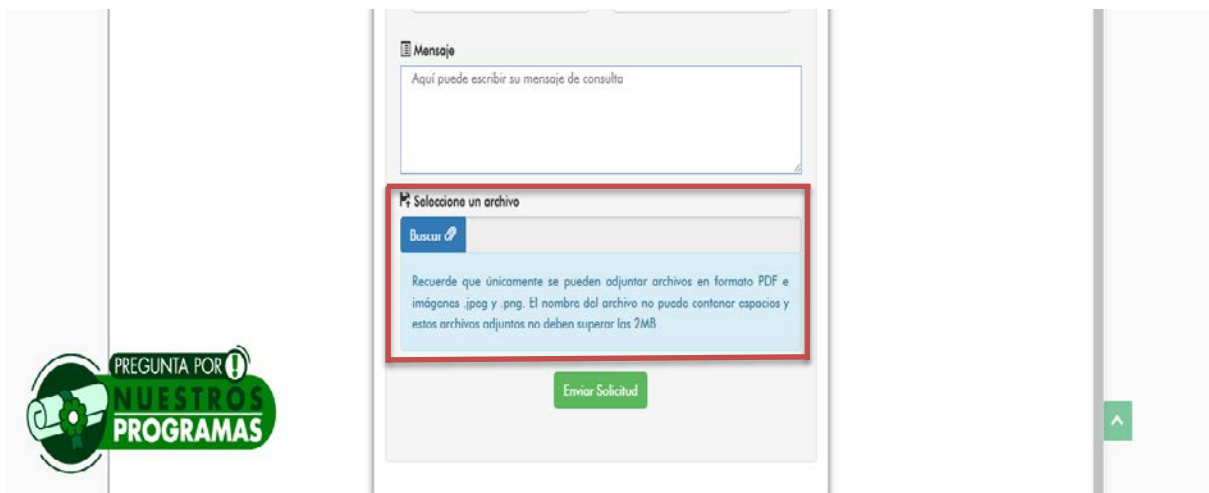 Mensaje
Aquí puede escribir su mensaje de consulta
Seleccione un archivo
Buscar
Recuerde que únicamente se pueden adjuntar archivos en formato PDF e
imágenes .jpeg y .png. El nombre del archivo no puede contener espacios y
estos archivos adjuntos no deben superar las 2MB
Enviar Solicitud
PREGUNTA POR !
NUESTROS
PROGRAMAS